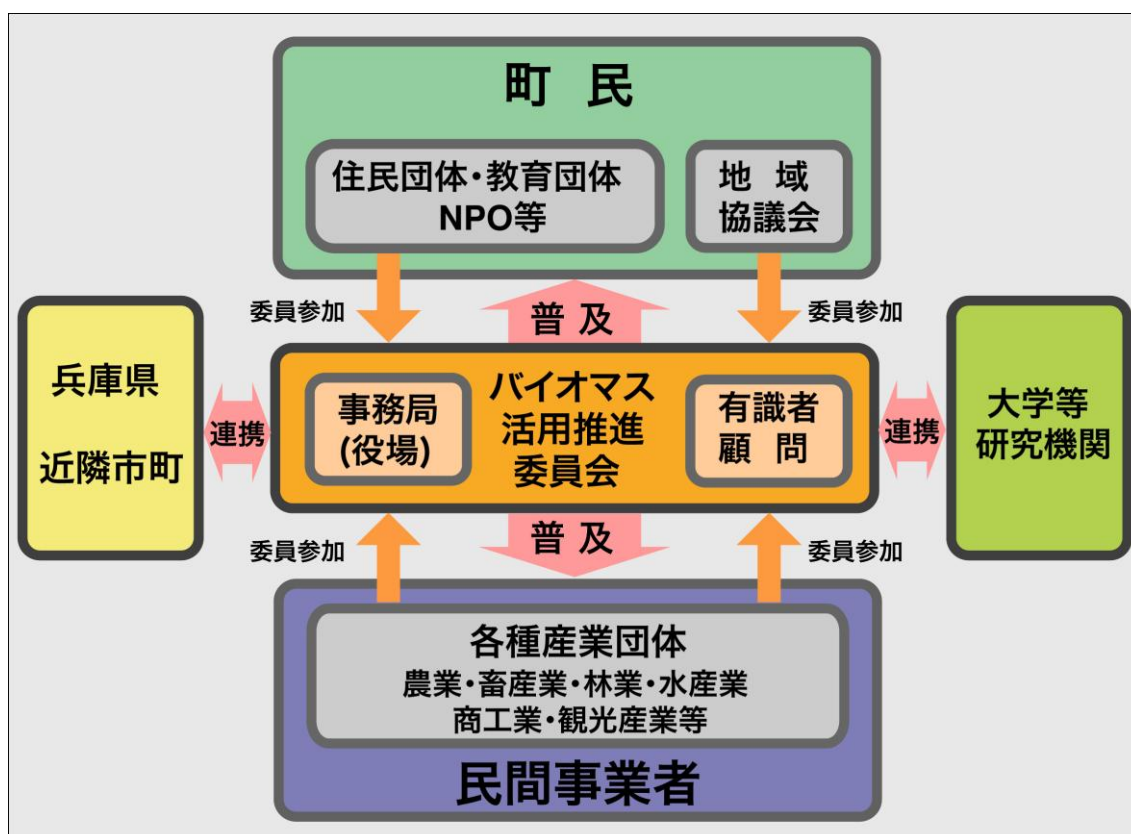 町 民
住民団体・教育団体
NPO等
地 域
協議会
委員参加
普 及
委員参加
兵庫県
近隣市町
連携
事務局
(役場)
バイオマス
活用推進
委員会
有識者
顧 問
連携
大学等
研究機関
委員参加
普 及
委員参加
各種産業団体
農業・畜産業・林業・水産業
商工業・観光産業等
民間事業者